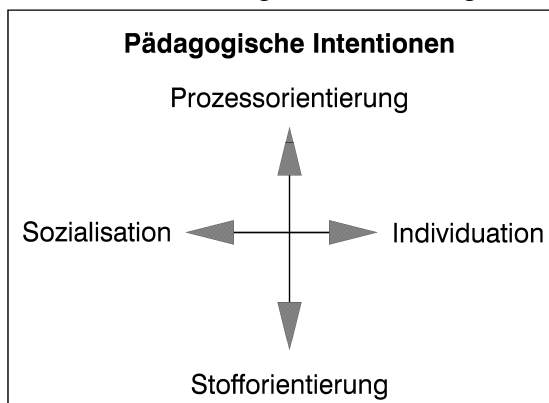 Pädagogische Intentionen
Prozessorientierung
Sozialisation
Individuation
Stofforientierung